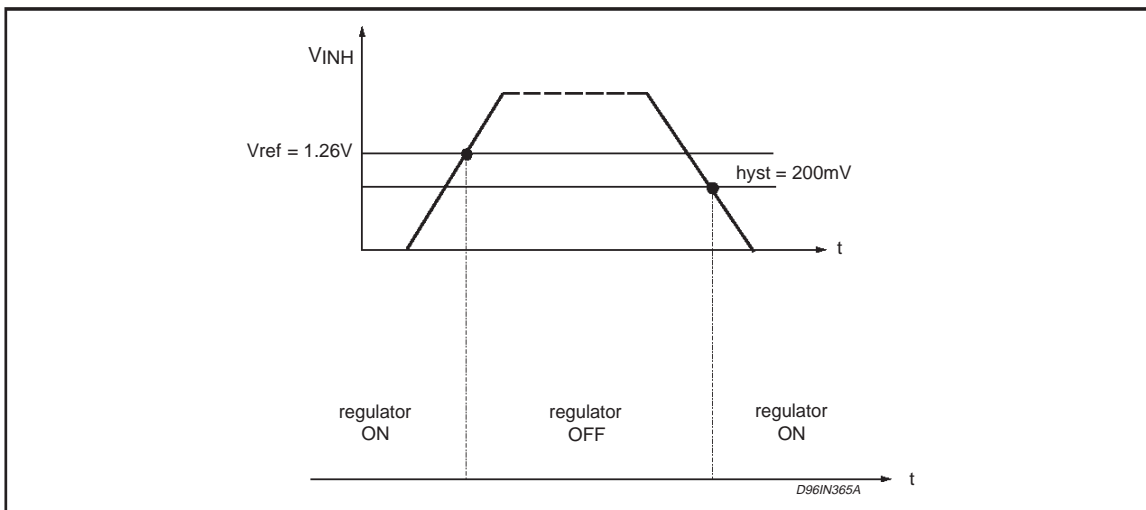 VINH
Vref = 1.26V
hyst = 200mV
t
regulator
ON
regulator
OFF
regulator
ON
t
D96IN365A